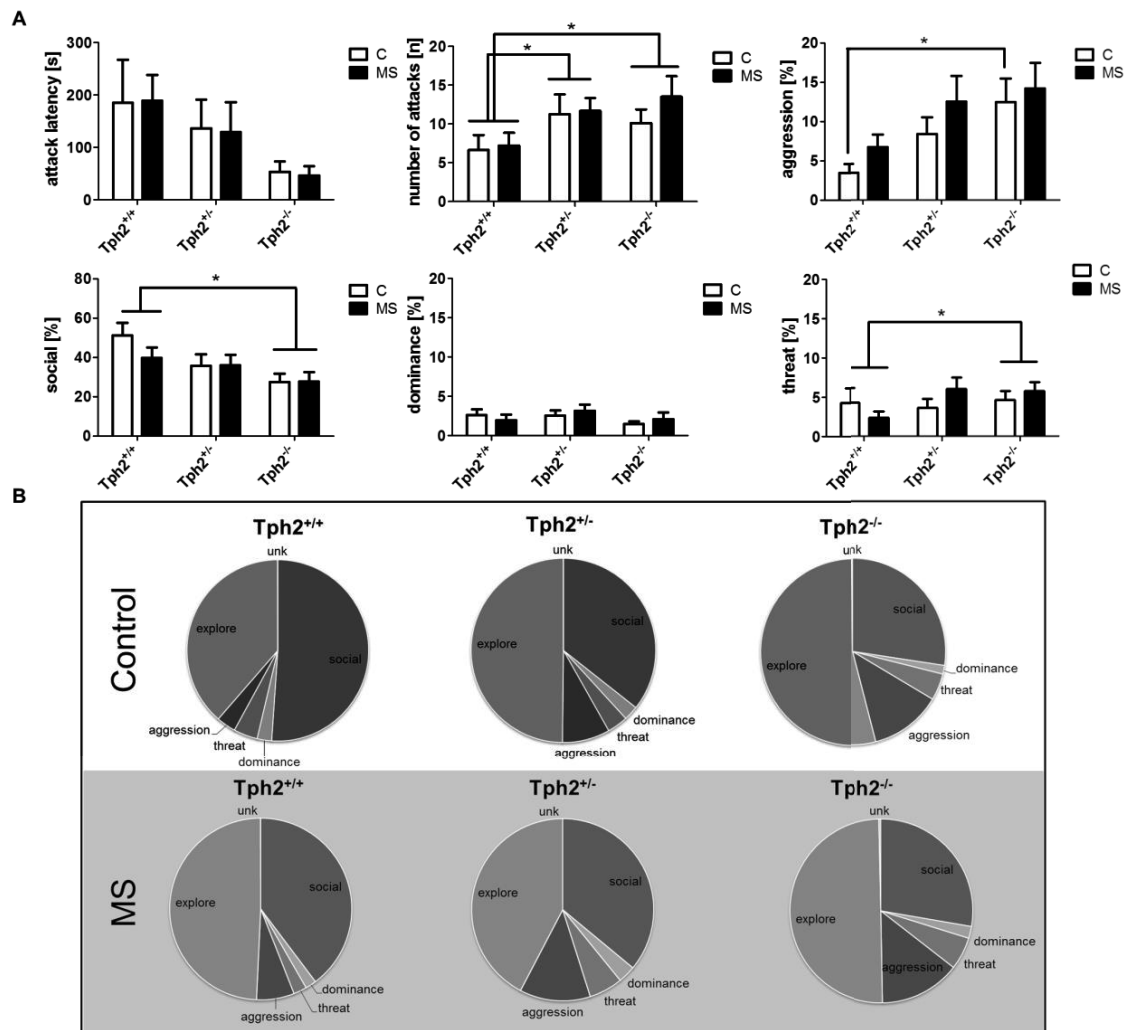 A
attack latency [s]
300
200
100
0
C
MS
Tph2+/+
Tph2+/-
Tph2-/-
number of attacks [n]
20
15
10
5
0
*
*
C
MS
Tph2+/+
Tph2+/-
Tph2-/-
aggression [%]
20
15
10
5
0
*
C
MS
Tph2+/+
Tph2+/-
Tph2-/-
social [%]
80
60
40
20
0
*
C
MS
Tph2+/+
Tph2+/-
Tph2-/-
dominance [%]
20
15
10
5
0
C
MS
Tph2+/+
Tph2+/-
Tph2-/-
threat [%]
20
15
10
5
0
*
C
MS
Tph2+/+
Tph2+/-
Tph2-/-
B
Control
Tph2+/+
unk
explore
social
aggression
threat
dominance
Tph2+/-
unk
explore
social
dominance
threat
aggression
Tph2-/-
unk
social
explore
dominance
threat
aggression
MS
Tph2+/+
unk
explore
social
dominance
threat
aggression
Tph2+/-
unk
explore
social
dominance
threat
aggression
Tph2-/-
unk
social
explore
dominance
threat
aggression